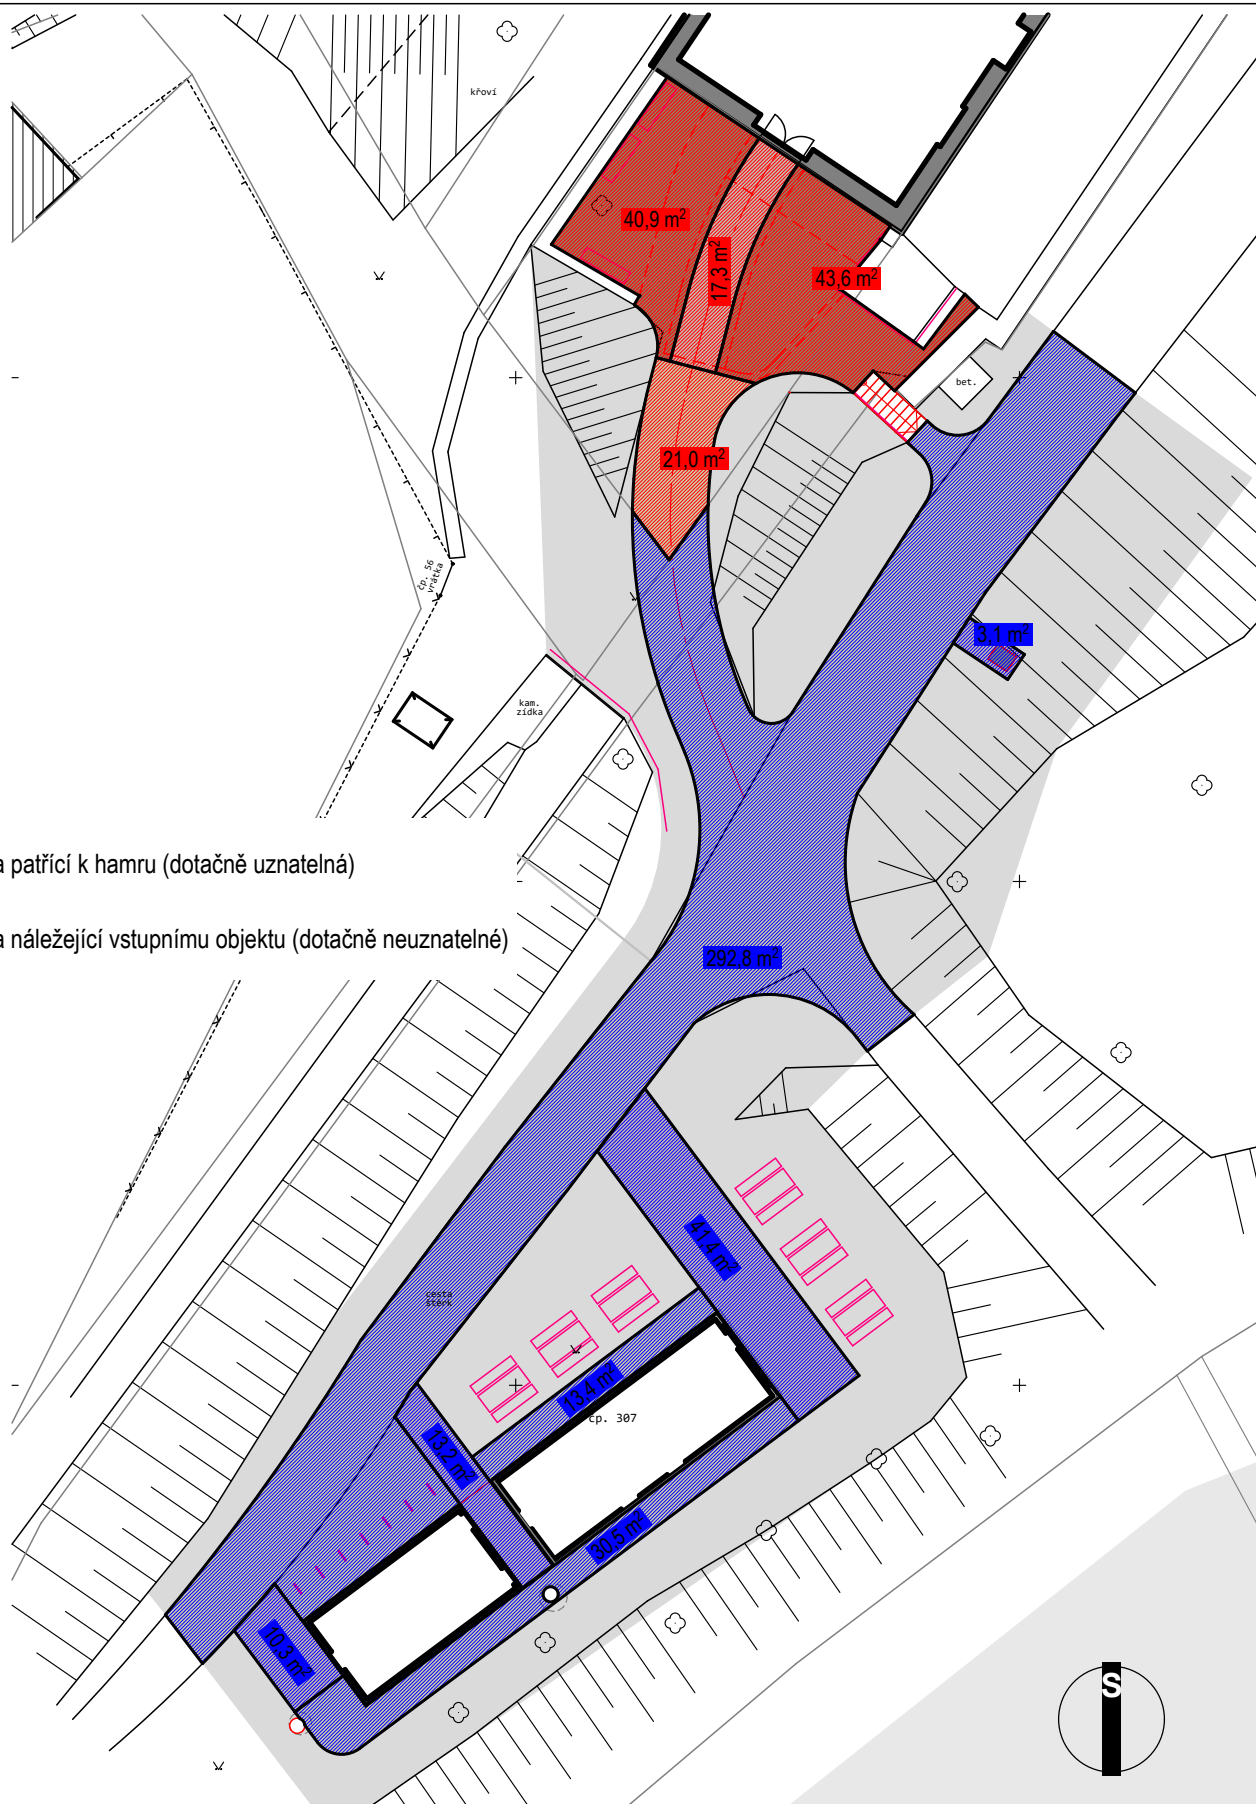 křoví
40,9 m²
17,3 m²
43,6 m²
bet.
21,0 m²
čp. 56
vrátka
3,1 m²
kam.
zídka
a patřící k hamru (dotačně uznatelná)
a náležející vstupnímu objektu (dotačně neuznatelné)
292,8 m²
41,4 m²
cesta
štěrk
13,4 m²
čp. 307
13,2 m²
30,5 m²
10,3 m²
S